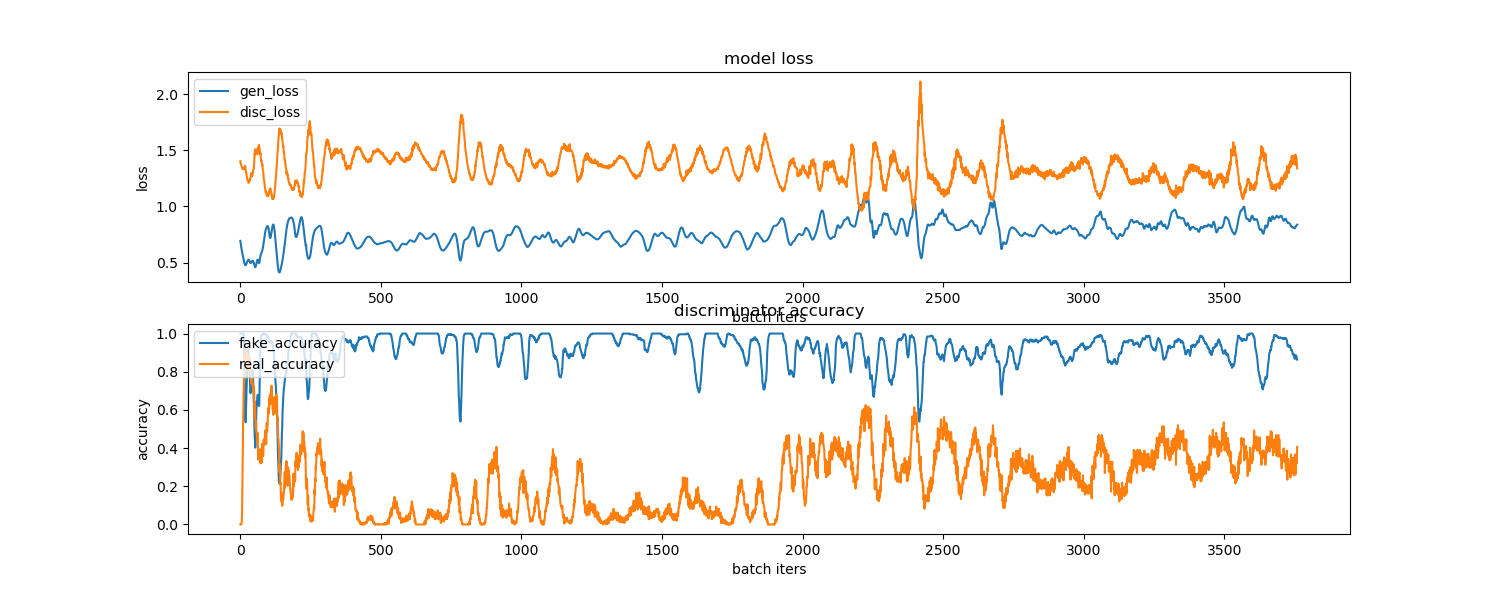 model loss
gen_loss
disc_loss
loss
2.0
1.5
1.0
0.5
0 500 1000 1500 2000 2500 3000 3500
batch iters
discriminator accuracy
fake_accuracy
real_accuracy
accuracy
1.0
0.8
0.6
0.4
0.2
0.0
0 500 1000 1500 2000 2500 3000 3500
batch iters